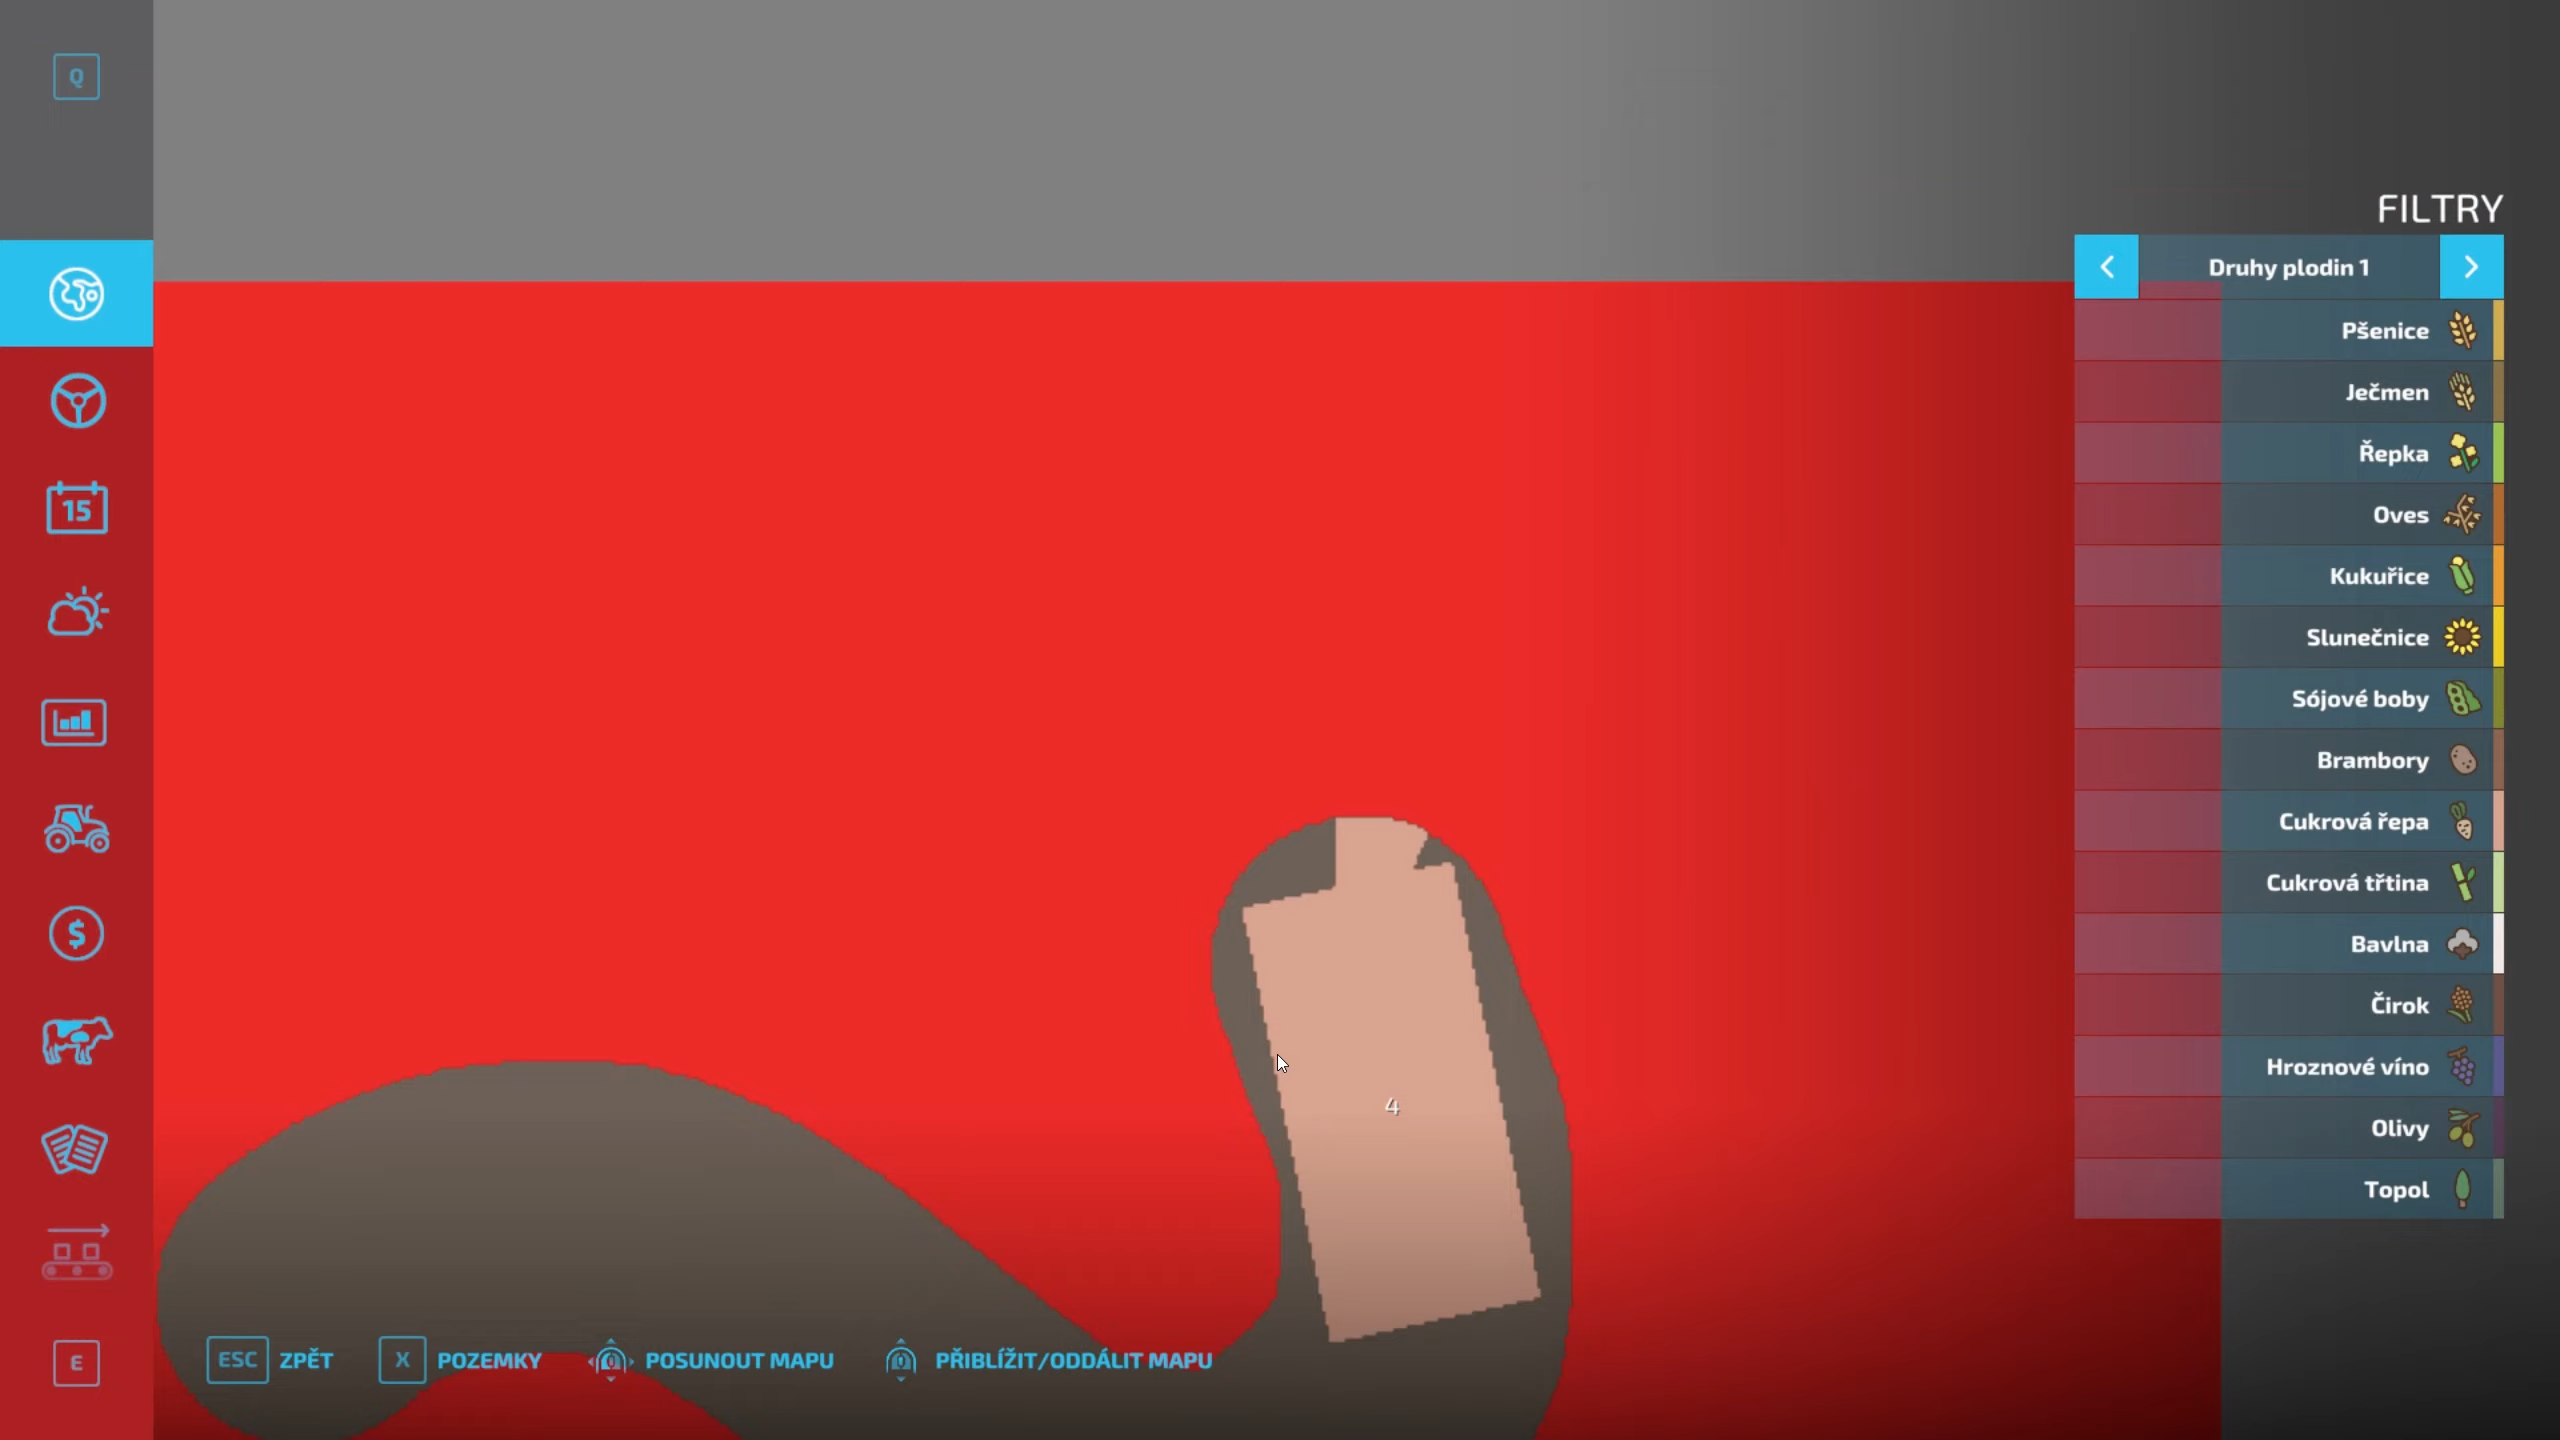 Q
FILTRY
Druhy plodin 1
Pšenice
Ječmen
Řepka
Oves
Kukuřice
15
Slunečnice
Sójové boby
Brambory
Cukrová řepa
Cukrová třtina
$
Bavlna
Čirok
Hroznové víno
4
Olivy
Topol
E
ESC ZPĚT X POZEMKY POSUNOUT MAPU PŘIBLÍŽIT/ODDÁLIT MAPU